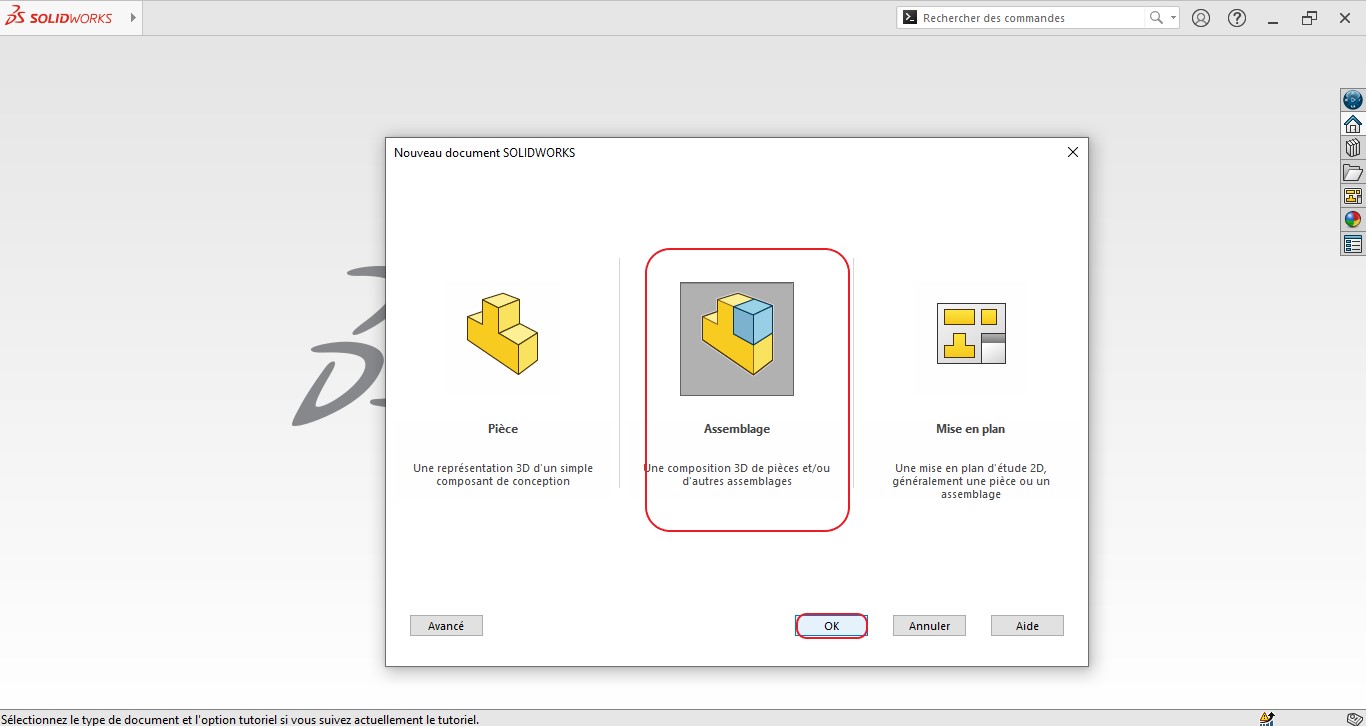 SOLIDWORKS
Rechercher des commandes
Nouveau document SOLIDWORKS
Pièce
Une représentation 3D d'un simple
composant de conception
Assemblage
Une composition 3D de pièces et/ou
d'autres assemblages
Mise en plan
Une mise en plan d'étude 2D,
généralement une pièce ou un
assemblage
Avancé
OK
Annuler
Aide
Sélectionnez le type de document et l'option tutoriel si vous suivez actuellement le tutoriel.